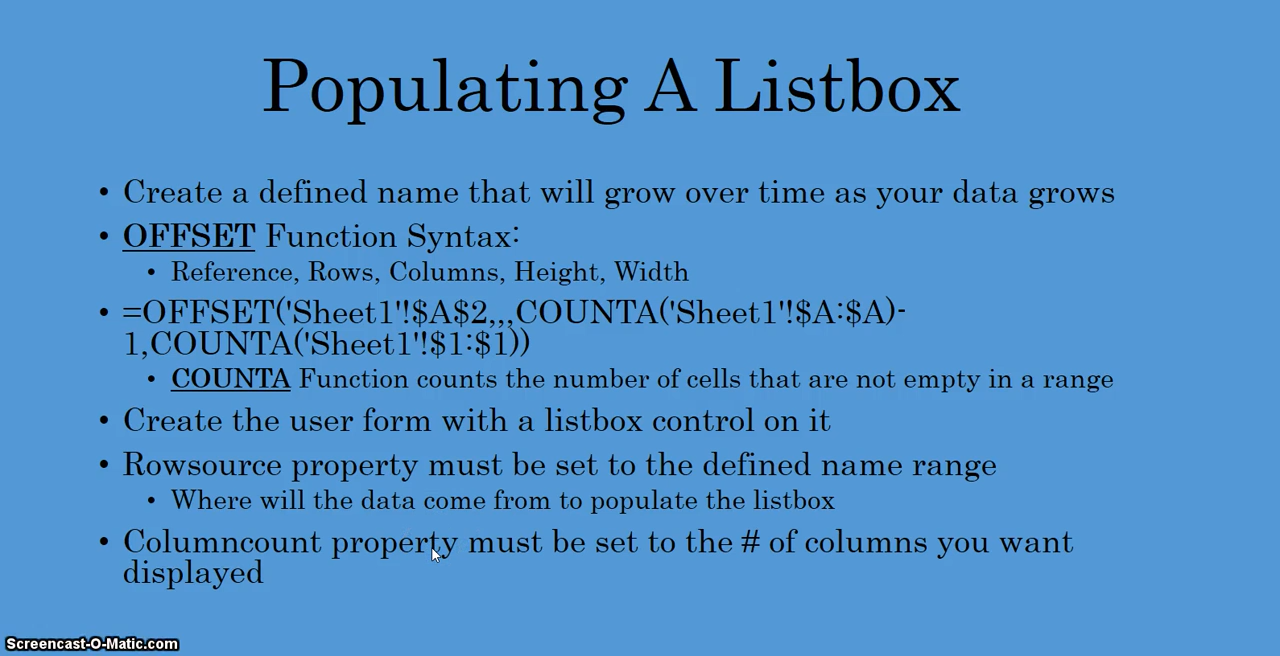 Populating A Listbox
• Create a defined name that will grow over time as your data grows
• OFFSET Function Syntax:
• Reference, Rows, Columns, Height, Width
• =OFFSET('Sheet1'!$A$2,,,COUNTA('Sheet1'!$A:$A)-
1,COUNTA('Sheet1'!$1:$1))
• COUNTA Function counts the number of cells that are not empty in a range
• Create the user form with a listbox control on it
• Rowsource property must be set to the defined name range
• Where will the data come from to populate the listbox
• Columncount property must be set to the # of columns you want
displayed
Screencast-O-Matic.com